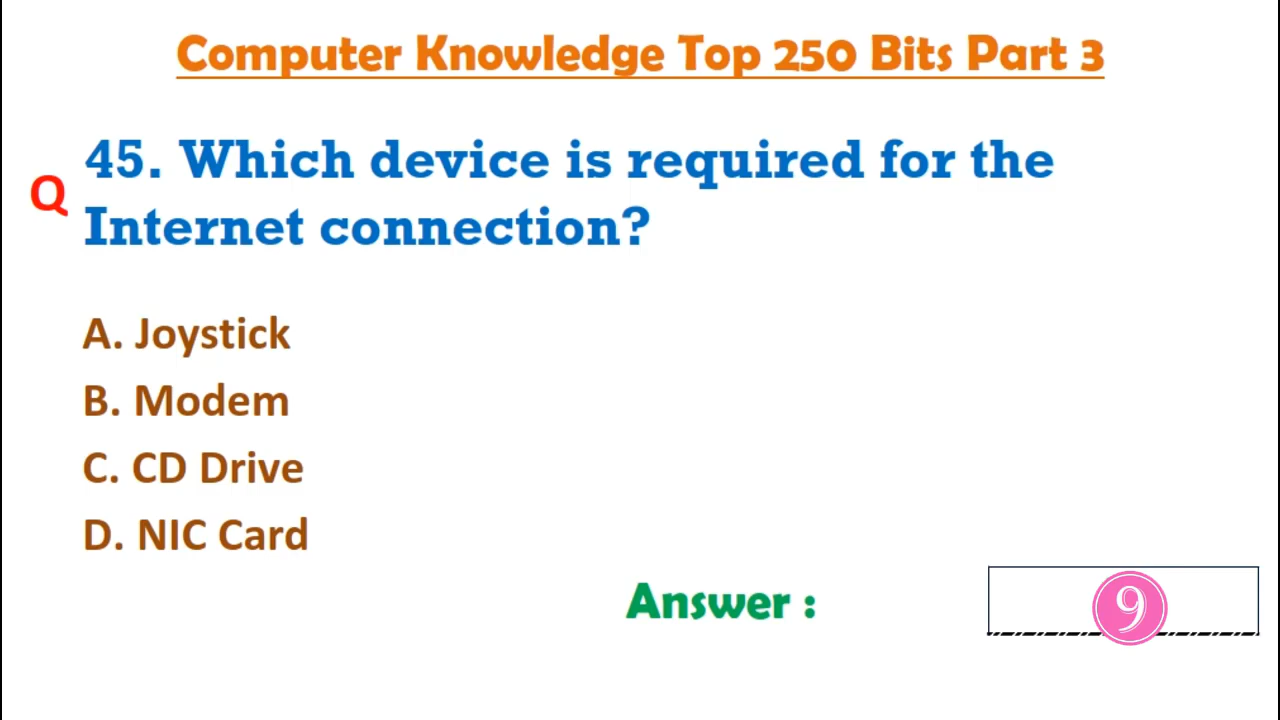 Computer Knowledge Top 250 Bits Part 3
Q
45. Which device is required for the
Internet connection?
A. Joystick
B. Modem
C. CD Drive
D. NIC Card
Answer :
9